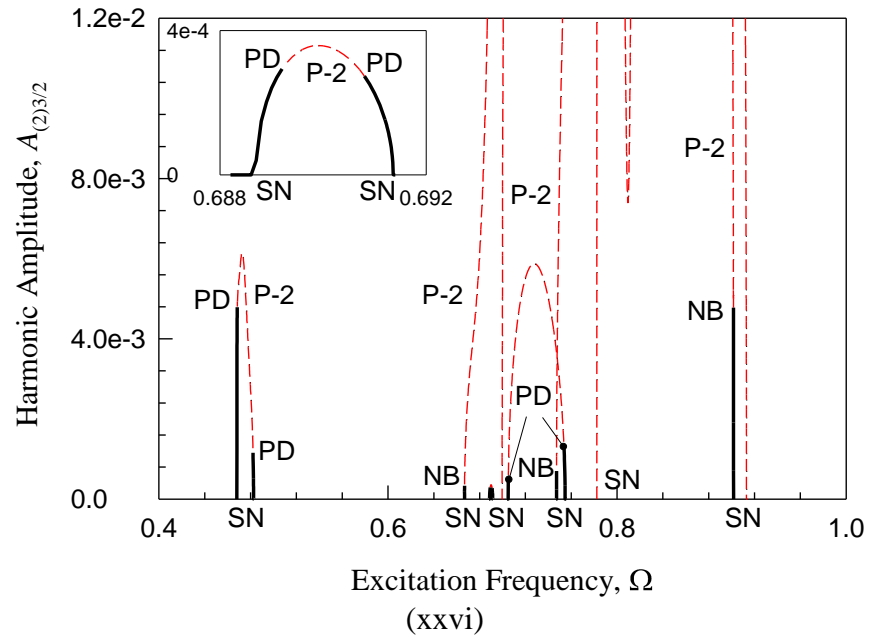 1.2e-2
4e-4
PD
P-2
PD
0
SN
SN
0.688
0.692
8.0e-3
P-2
P-2
Harmonic Amplitude, A(2)3/2
PD
P-2
P-2
NB
4.0e-3
PD
PD
NB
NB
SN
0.0
0.4
SN
0.6
SN
SN
SN
0.8
SN
1.0
Excitation Frequency, Ω
(xxvi)